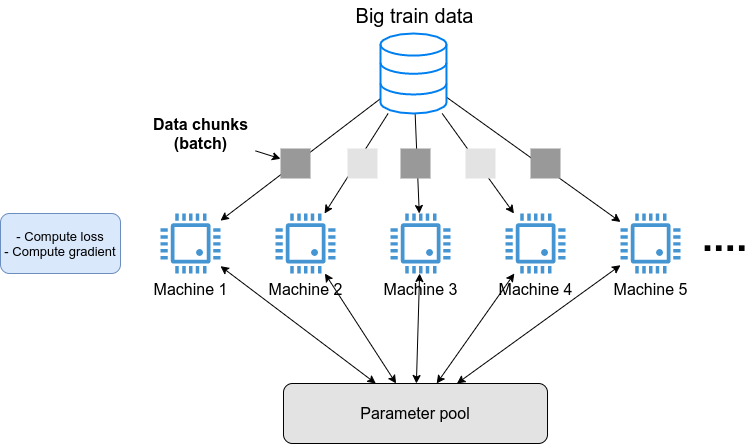 Big train data
Data chunks
(batch)
- Compute loss
- Compute gradient
Machine 1
Machine 2
Machine 3
Machine 4
Machine 5
....
Parameter pool